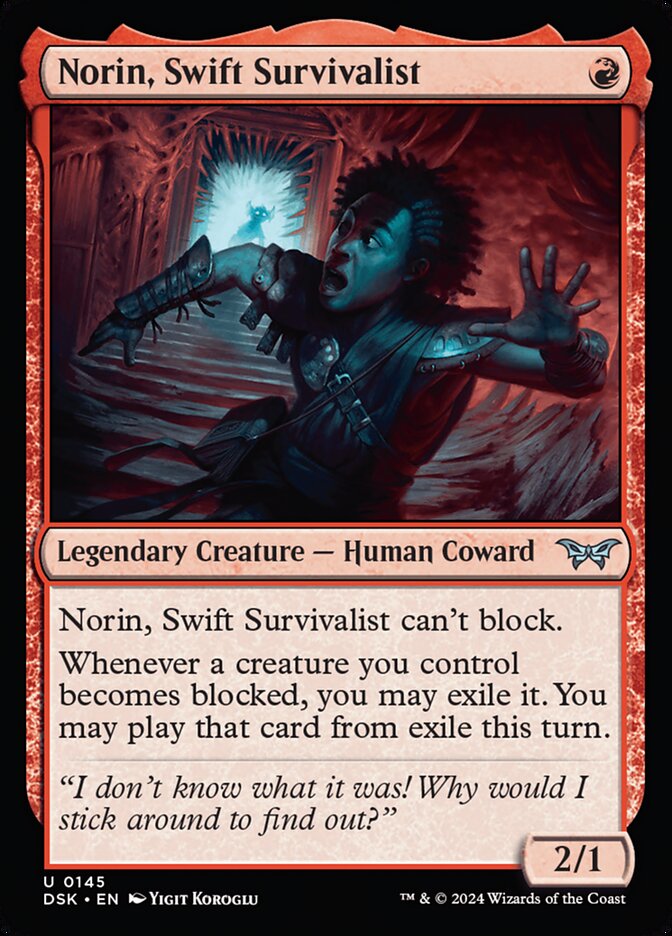 Norin, Swift Survivalist
Legendary Creature — Human Coward
Norin, Swift Survivalist can't block.
Whenever a creature you control
becomes blocked, you may exile it. You
may play that card from exile this turn.
"I don't know what it was! Why would I
stick around to find out?"
2/1
U 0145
DSK • EN Yigit Koroglu
™ & © 2024 Wizards of the Coast